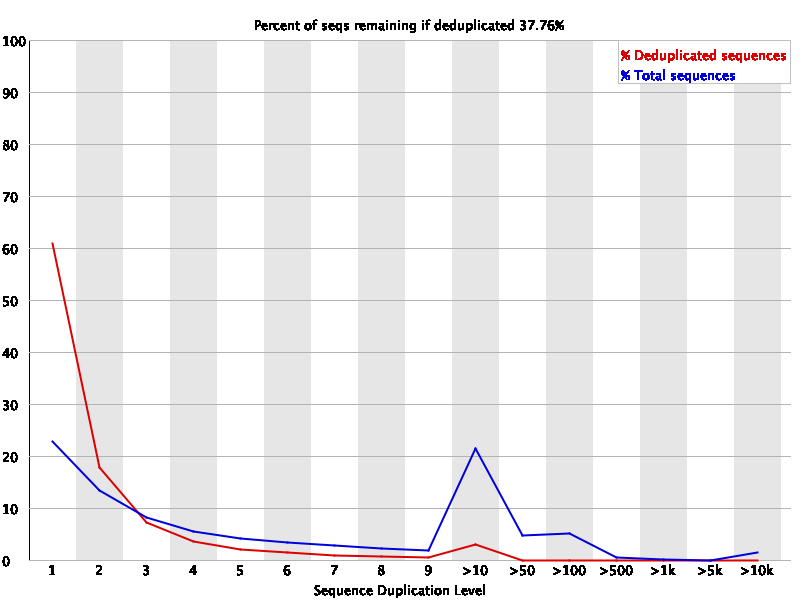 Percent of seqs remaining if deduplicated 37.76%
% Deduplicated sequences
% Total sequences
100
90
80
70
60
50
40
30
20
10
0
1 2 3 4 5 6 7 8 9 >10 >50 >100 >500 >1k >5k >10k
Sequence Duplication Level